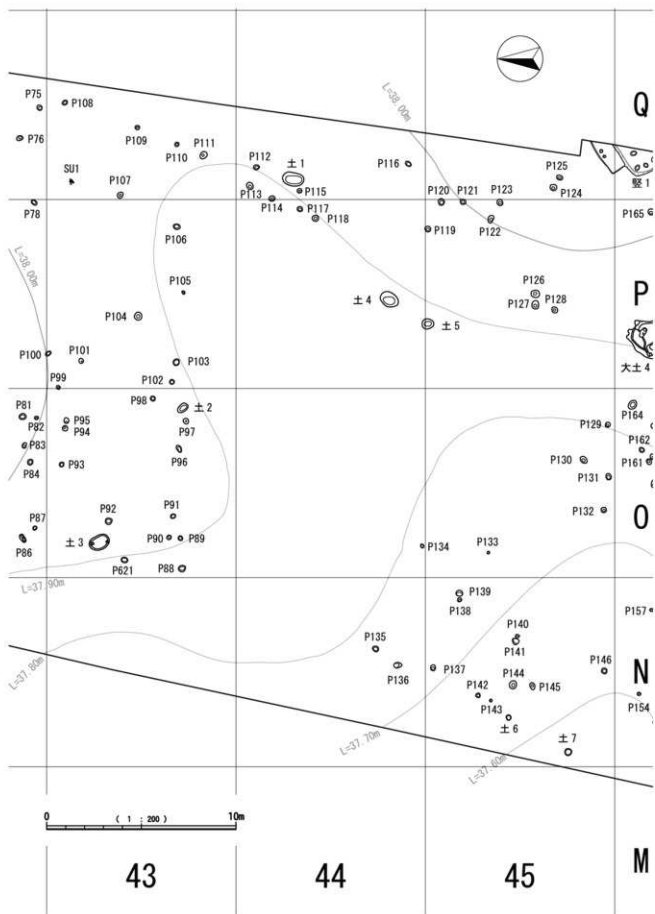 L=38.00m
Q
P75
P108
P76
P109
P110
P111
P112
土1
P116
P125
P124
竪1
SU1
P107
P113
P115
P114
P117
P118
P120
P121
P123
P122
P119
P165
P78
P106
L=38.00m
P105
P126
P127
P128
P
土4
土5
P104
大土4
P100
P101
P103
P99
P102
P98
土2
P164
P81
P82
P95
P94
P97
P129
P162
P83
P84
P93
P96
P130
P161
P131
P87
P92
P91
P132
O
P86
土3
P90
P89
P134
P133
P621
P88
L=37.90m
P139
P138
P157
P140
P141
P135
P136
P137
P144
P145
P146
N
P142
P143
P154
L=37.80m
土6
L=37.70m
土7
L=37.60m
0
(1:200)
10m
43
44
45
M